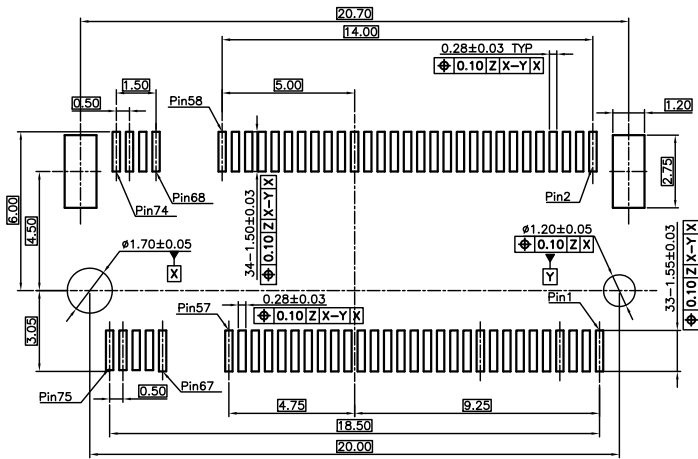 20.70
14.00
0.28±0.03 TYP
⌖ 0.10 Z X-Y X
1.50
5.00
0.50
Pin58
1.20
Pin68
Pin74
Pin2
2.75
6.00
4.50
34-1.50±0.03
⌖ 0.10 Z X-Y X
ø1.70±0.05
X
ø1.20±0.05
⌖ 0.10 Z X
Y
33-1.55±0.03
⌖ 0.10 Z X-Y X
3.05
Pin57
0.28±0.03
⌖ 0.10 Z X-Y X
Pin1
Pin75
0.50
Pin67
4.75
9.25
18.50
20.00